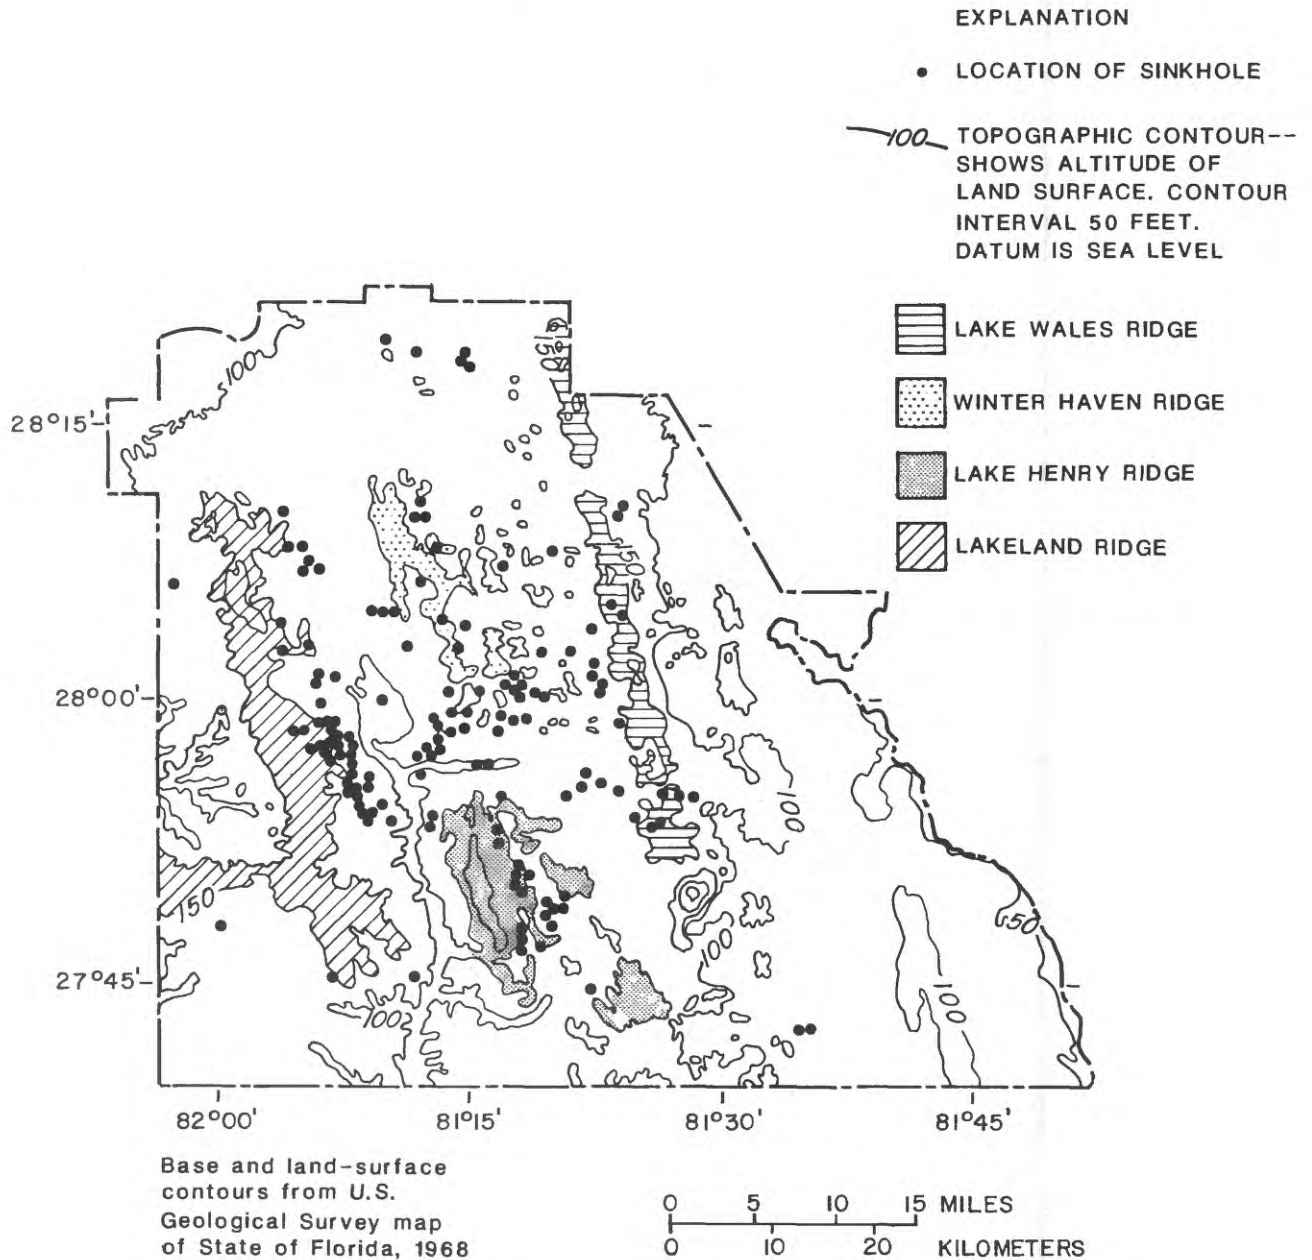 EXPLANATION
LOCATION OF SINKHOLE
100 TOPOGRAPHIC CONTOUR--
SHOWS ALTITUDE OF
LAND SURFACE. CONTOUR
INTERVAL 50 FEET.
DATUM IS SEA LEVEL
LAKE WALES RIDGE
WINTER HAVEN RIDGE
LAKE HENRY RIDGE
LAKELAND RIDGE
150
100
28°15'
150
28°00'
100
150
50
100
27°45'
100
100
82°00'
81°15'
81°30'
81°45'
Base and land-surface
contours from U.S.
Geological Survey map
of State of Florida, 1968
0 5 10 15 MILES
0 10 20 KILOMETERS